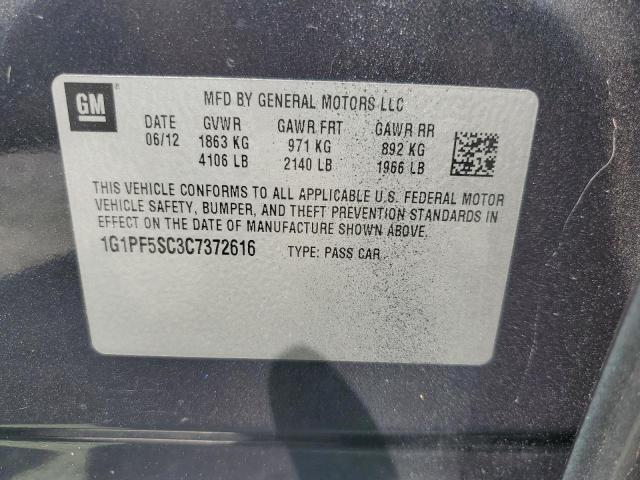 GM®
MFD BY GENERAL MOTORS LLC
DATE GVWR GAWR FRT GAWR RR
06/12 1863 KG 971 KG 892 KG
4106 LB 2140 LB 1966 LB
THIS VEHICLE CONFORMS TO ALL APPLICABLE U.S. FEDERAL MOTOR
VEHICLE SAFETY, BUMPER, AND THEFT PREVENTION STANDARDS IN
EFFECT ON THE DATE OF MANUFACTURE SHOWN ABOVE.
1G1PF5SC3C7372616 TYPE: PASS CAR